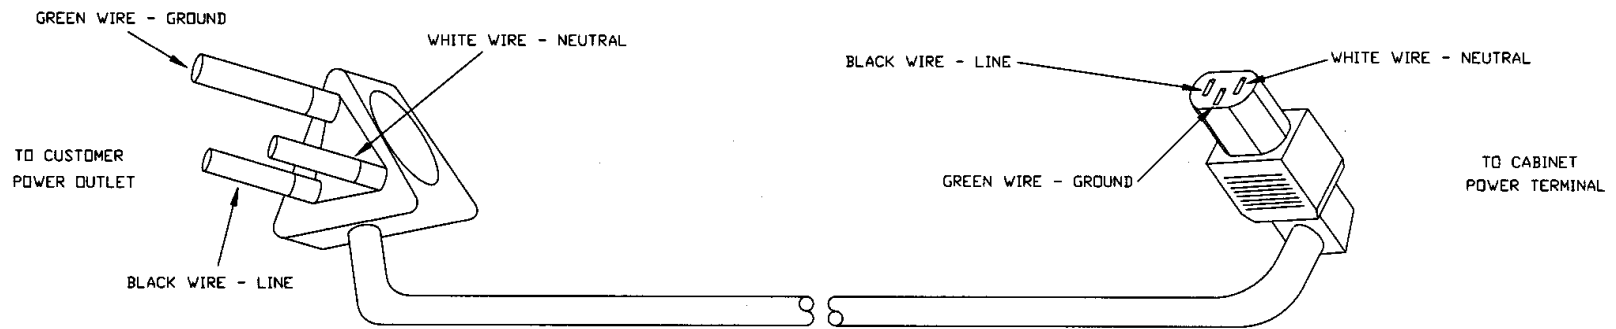 GREEN WIRE - GROUND
WHITE WIRE - NEUTRAL
TO CUSTOMER
POWER OUTLET
BLACK WIRE - LINE
BLACK WIRE - LINE
WHITE WIRE - NEUTRAL
GREEN WIRE - GROUND
TO CABINET
POWER TERMINAL